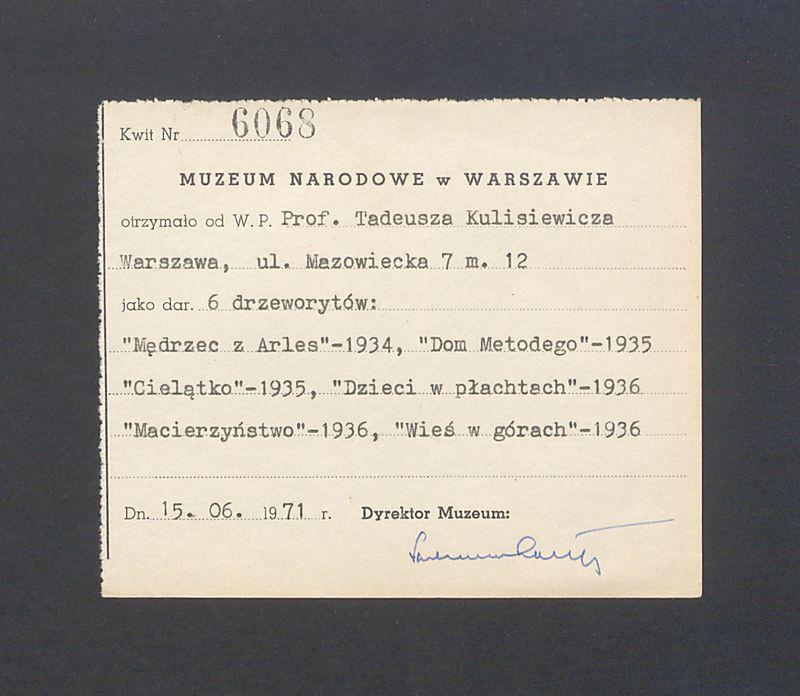 Kwit Nr 6068
MUZEUM NARODOWE w WARSZAWIE
otrzymało od W. P. Prof. Tadeusza Kulisiewicza
Warszawa, ul. Mazowiecka 7 m. 12
jako dar. 6 drzeworytów:
"Mędrzec z Arles"-1934, "Dom Metodego"-1935
"Cielątko"-1935, "Dzieci w płachtach"-1936
"Macierzyństwo"-1936, "Wieś w górach"-1936
Dn. 15. 06. 1971 r. Dyrektor Muzeum: